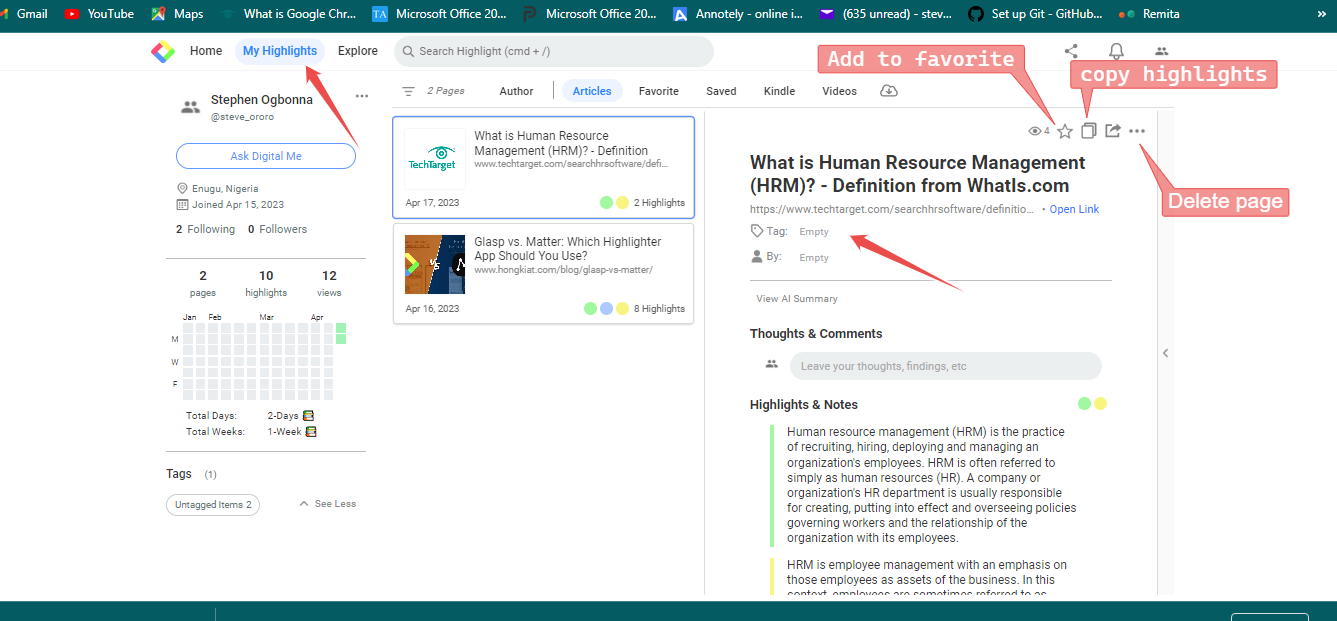 Gmail
YouTube
Maps
What is Google Chr...
TA
Microsoft Office 20...
Microsoft Office 20...
Annotely - online i...
(635 unread) - stev...
Set up Git - GitHub...
Remita
»
Home
My Highlights
Explore
Search Highlight (cmd + /)
Add to favorite
copy highlights
Delete page
Stephen Ogbonna
@steve_ororo
Ask Digital Me
Enugu, Nigeria
Joined Apr 15, 2023
2 Following 0 Followers
2 10 12
pages highlights views
Jan Feb Mar Apr
M
W
F
Total Days: 2-Days
Total Weeks: 1-Week
Tags (1)
Untagged Items 2
See Less
2 Pages
Author
Articles
Favorite
Saved
Kindle
Videos
TechTarget
What is Human Resource
Management (HRM)? - Definition
www.techtarget.com/searchhrsoftware/defi...
Apr 17, 2023
2 Highlights
VS
Glasp vs. Matter: Which Highlighter
App Should You Use?
www.hongkiat.com/blog/glasp-vs-matter/
Apr 16, 2023
8 Highlights
4
What is Human Resource Management
(HRM)? - Definition from WhatIs.com
https://www.techtarget.com/searchhrsoftware/definitio... • Open Link
Tag: Empty
By: Empty
View AI Summary
Thoughts & Comments
Leave your thoughts, findings, etc
Highlights & Notes
Human resource management (HRM) is the practice
of recruiting, hiring, deploying and managing an
organization's employees. HRM is often referred to
simply as human resources (HR). A company or
organization's HR department is usually responsible
for creating, putting into effect and overseeing policies
governing workers and the relationship of the
organization with its employees.
HRM is employee management with an emphasis on
those employees as assets of the business. In this
context, employees are sometimes referred to as